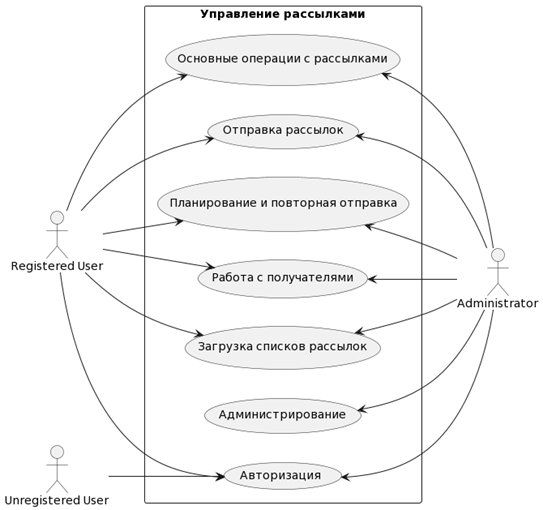 Управление рассылками
Основные операции с рассылками
Отправка рассылок
Планирование и повторная отправка
Registered User
Работа с получателями
Administrator
Загрузка списков рассылок
Администрирование
Авторизация
Unregistered User